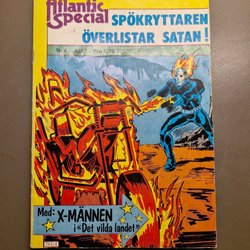 Atlantic
Special
SPÖKRYTTAREN
ÖVERLISTAR SATAN!
Med: X-MÄNNEN
i "Det vilda landet"